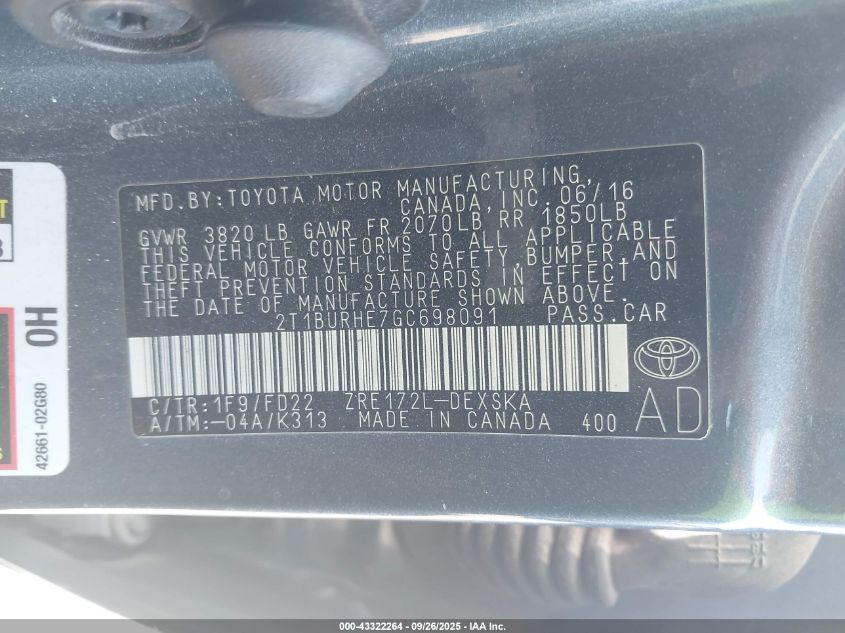 MFD.BY:TOYOTA MOTOR MANUFACTURING,
CANADA, INC. 06/16
GVWR 3820 LB GAWR FR 2070LB RR 1850LB
THIS VEHICLE CONFORMS TO ALL APPLICABLE
FEDERAL MOTOR VEHICLE SAFETY, BUMPER,AND
THEFT PREVENTION STANDARDS IN EFFECT ON
THE DATE OF MANUFACTURE SHOWN ABOVE.
2T1BURHE7GC698091 PASS.CAR
C/TR:1F9/FD22 ZRE172L-DEXSKA
A/TM:-04A/K313 MADE IN CANADA 400
AD
OH
42661-02G80
000-43322264 - 09/26/2025 - IAA Inc.